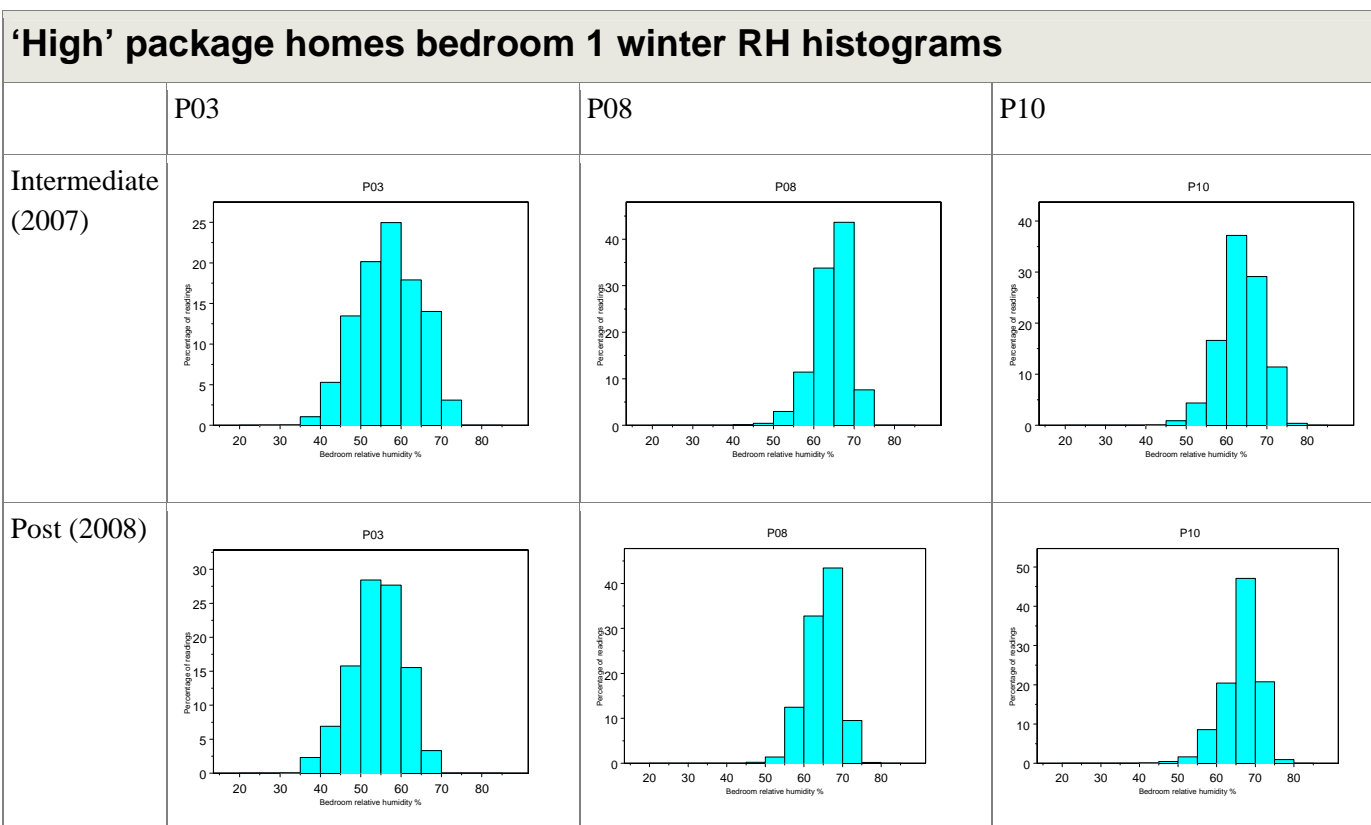 ‘High’ package homes bedroom 1 winter RH histograms
P03
P08
P10
Intermediate
(2007)
P03
25
20
15
10
5
0
Percentage of readings
20 30 40 50 60 70 80
Bedroom relative humidity %
P08
40
30
20
10
0
Percentage of readings
20 30 40 50 60 70 80
Bedroom relative humidity %
P10
40
30
20
10
0
Percentage of readings
20 30 40 50 60 70 80
Bedroom relative humidity %
Post (2008)
P03
30
25
20
15
10
5
0
Percentage of readings
20 30 40 50 60 70 80
Bedroom relative humidity %
P08
40
30
20
10
0
Percentage of readings
20 30 40 50 60 70 80
Bedroom relative humidity %
P10
50
40
30
20
10
0
Percentage of readings
20 30 40 50 60 70 80
Bedroom relative humidity %